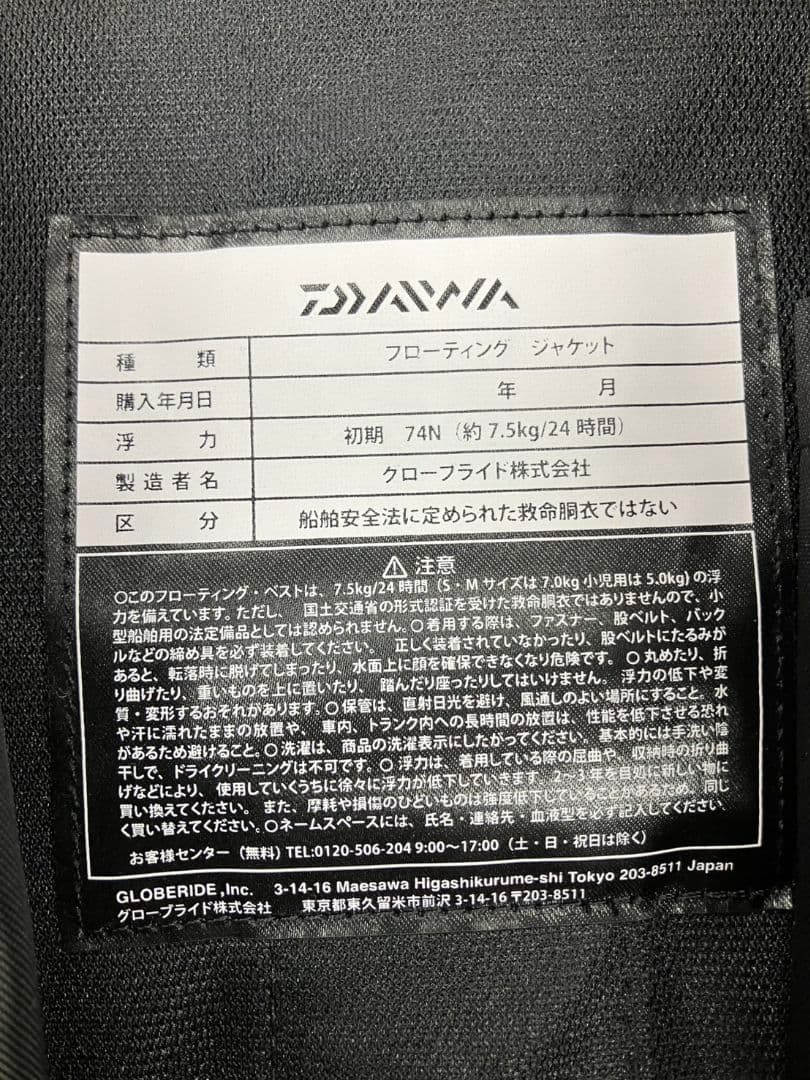 DAIWA
種類 フローティング ジャケット
購入年月日 年 月
浮力 初期 74N(約7.5kg/24時間)
製造者名 クローフライド株式会社
区分 船舶安全法に定められた救命胴衣ではない
⚠ 注意
○このフローティング・ベストは、7.5kg/24時間(S・Mサイズは7.0kg 小児用は5.0kg)の浮
力を備えています。ただし、 国土交通省の形式認証を受けた救命胴衣ではありませんので、小
型船舶用の法定備品としては認められません。○着用する際は、ファスナー、股ベルト、バック
ルなどの締め具を必ず装着してください。 正しく装着されていなかったり、股ベルトにたるみが
あると、転落時に脱げてしまったり、水面上に顔を確保できなくなり危険です。○丸めたり、折
り曲げたり、重いものを上に置いたり、 踏んだり座ったりしてはいけません。浮力の低下や変
質・変形するおそれがあります。○保管は、直射日光を避け、風通しのよい場所にすること。水
や汗に濡れたままの放置や、車内、トランク内への長時間の放置は、性能を低下させる恐れ
があるため避けること。○洗濯は、商品の洗濯表示にしたがってください。基本的には手洗い陰
干しで、ドライクリーニングは不可です。○浮力は、着用している際の屈曲や、収納時の折り曲
げなどにより、使用していくうちに徐々に浮力が低下していきます 2〜3年を目処に新しい物に
買い換えてくたさい。また、摩耗や損傷のひどいものは強度低下していることがあるため、同じ
く買い替えてください。○ネームスペースには、氏名・連絡先・血液型を必ず記入してください。
お客様センター(無料)TEL:0120-506-204 9:00〜17:00(土・日・祝日は除く)
GLOBERIDE,Inc. 3-14-16 Maesawa Higashikurume-shi Tokyo 203-8511 Japan
グローブライド株式会社 東京都東久留米市前沢3-14-16〒203-8511